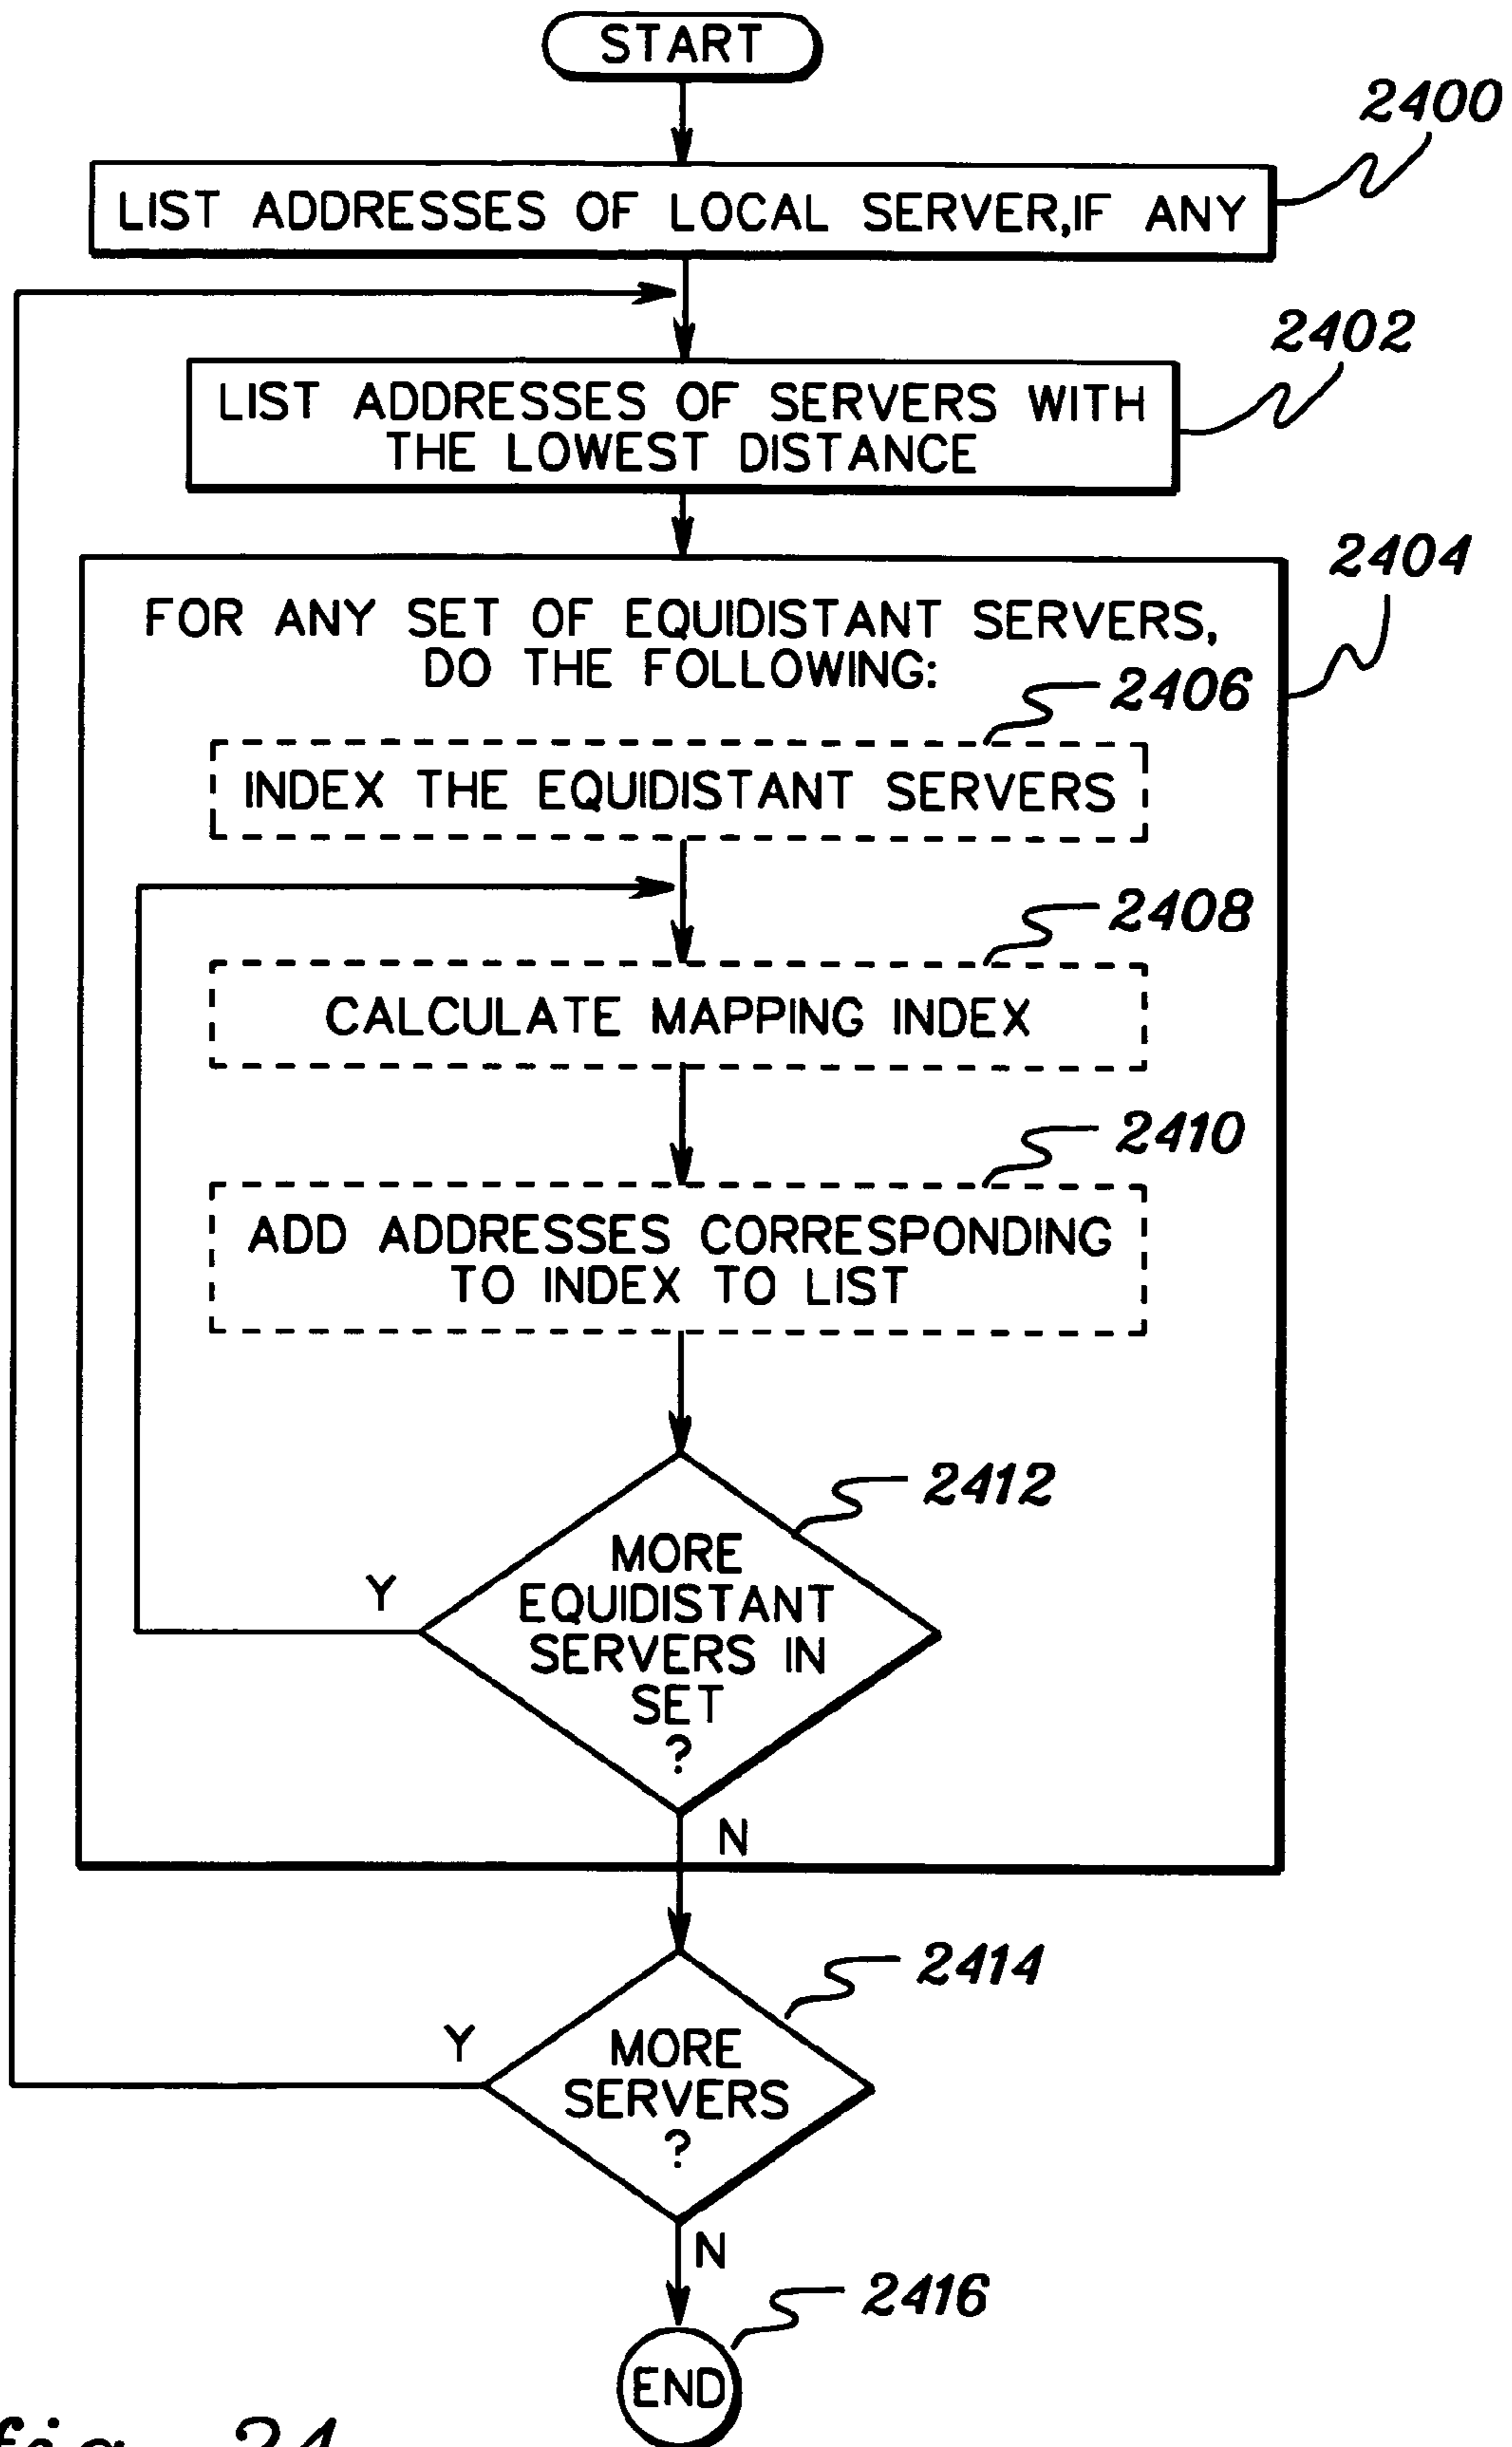 START
2400
LIST ADDRESSES OF LOCAL SERVER,IF ANY
2402
LIST ADDRESSES OF SERVERS WITH
THE LOWEST DISTANCE
2404
FOR ANY SET OF EQUIDISTANT SERVERS,
DO THE FOLLOWING:
2406
INDEX THE EQUIDISTANT SERVERS
2408
CALCULATE MAPPING INDEX
2410
ADD ADDRESSES CORRESPONDING
TO INDEX TO LIST
2412
MORE
EQUIDISTANT
SERVERS IN
SET
?
Y
N
2414
MORE
SERVERS
?
Y
N
2416
END
fig. 24